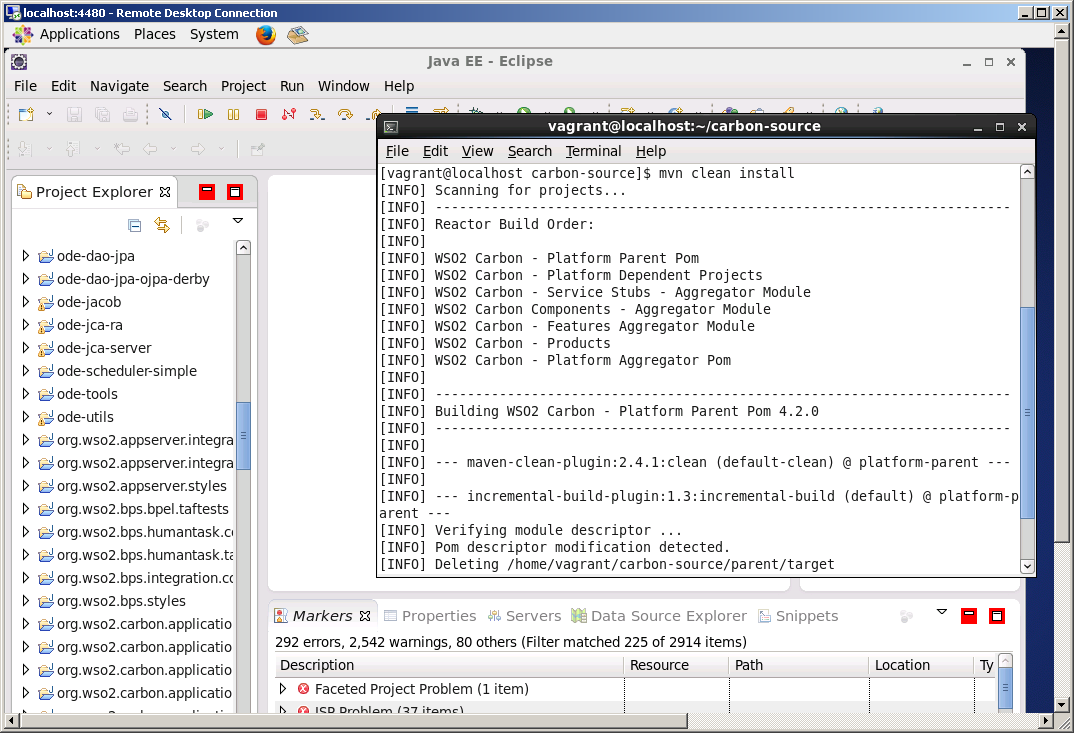 localhost:4480 - Remote Desktop Connection
Applications Places System
Java EE - Eclipse
File Edit Navigate Search Project Run Window Help
vagrant@localhost:~/carbon-source
File Edit View Search Terminal Help
[vagrant@localhost carbon-source]$ mvn clean install
[INFO] Scanning for projects...
[INFO] ------------------------------------------------------------------------
[INFO] Reactor Build Order:
[INFO]
[INFO] WSO2 Carbon - Platform Parent Pom
[INFO] WSO2 Carbon - Platform Dependent Projects
[INFO] WSO2 Carbon - Service Stubs - Aggregator Module
[INFO] WSO2 Carbon Components - Aggregator Module
[INFO] WSO2 Carbon - Features Aggregator Module
[INFO] WSO2 Carbon - Products
[INFO] WSO2 Carbon - Platform Aggregator Pom
[INFO]
[INFO] ------------------------------------------------------------------------
[INFO] Building WSO2 Carbon - Platform Parent Pom 4.2.0
[INFO] ------------------------------------------------------------------------
[INFO]
[INFO] --- maven-clean-plugin:2.4.1:clean (default-clean) @ platform-parent ---
[INFO]
[INFO] --- incremental-build-plugin:1.3:incremental-build (default) @ platform-p
arent ---
[INFO] Verifying module descriptor ...
[INFO] Pom descriptor modification detected.
[INFO] Deleting /home/vagrant/carbon-source/parent/target
Project Explorer
ode-dao-jpa
ode-dao-jpa-ojpa-derby
ode-jacob
ode-jca-ra
ode-jca-server
ode-scheduler-simple
ode-tools
ode-utils
org.wso2.appserver.integra
org.wso2.appserver.integra
org.wso2.appserver.styles
org.wso2.bps.bpel.taftests
org.wso2.bps.humantask.c
org.wso2.bps.humantask.ta
org.wso2.bps.integration.co
org.wso2.bps.styles
org.wso2.carbon.applicatio
org.wso2.carbon.applicatio
org.wso2.carbon.applicatio
org.wso2.carbon.applicatio
Markers Properties Servers Data Source Explorer Snippets
292 errors, 2,542 warnings, 80 others (Filter matched 225 of 2914 items)
Description Resource Path Location Ty
Faceted Project Problem (1 item)
JSP Problem (37 items)